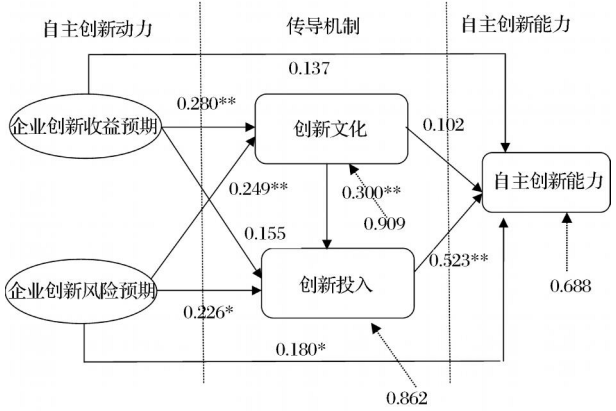 自主创新动力
传导机制
自主创新能力
0.137
0.280**
企业创新收益预期
创新文化
0.102
自主创新能力
0.249**
0.300**
0.909
0.155
0.523**
企业创新风险预期
创新投入
0.688
0.226*
0.180*
0.862